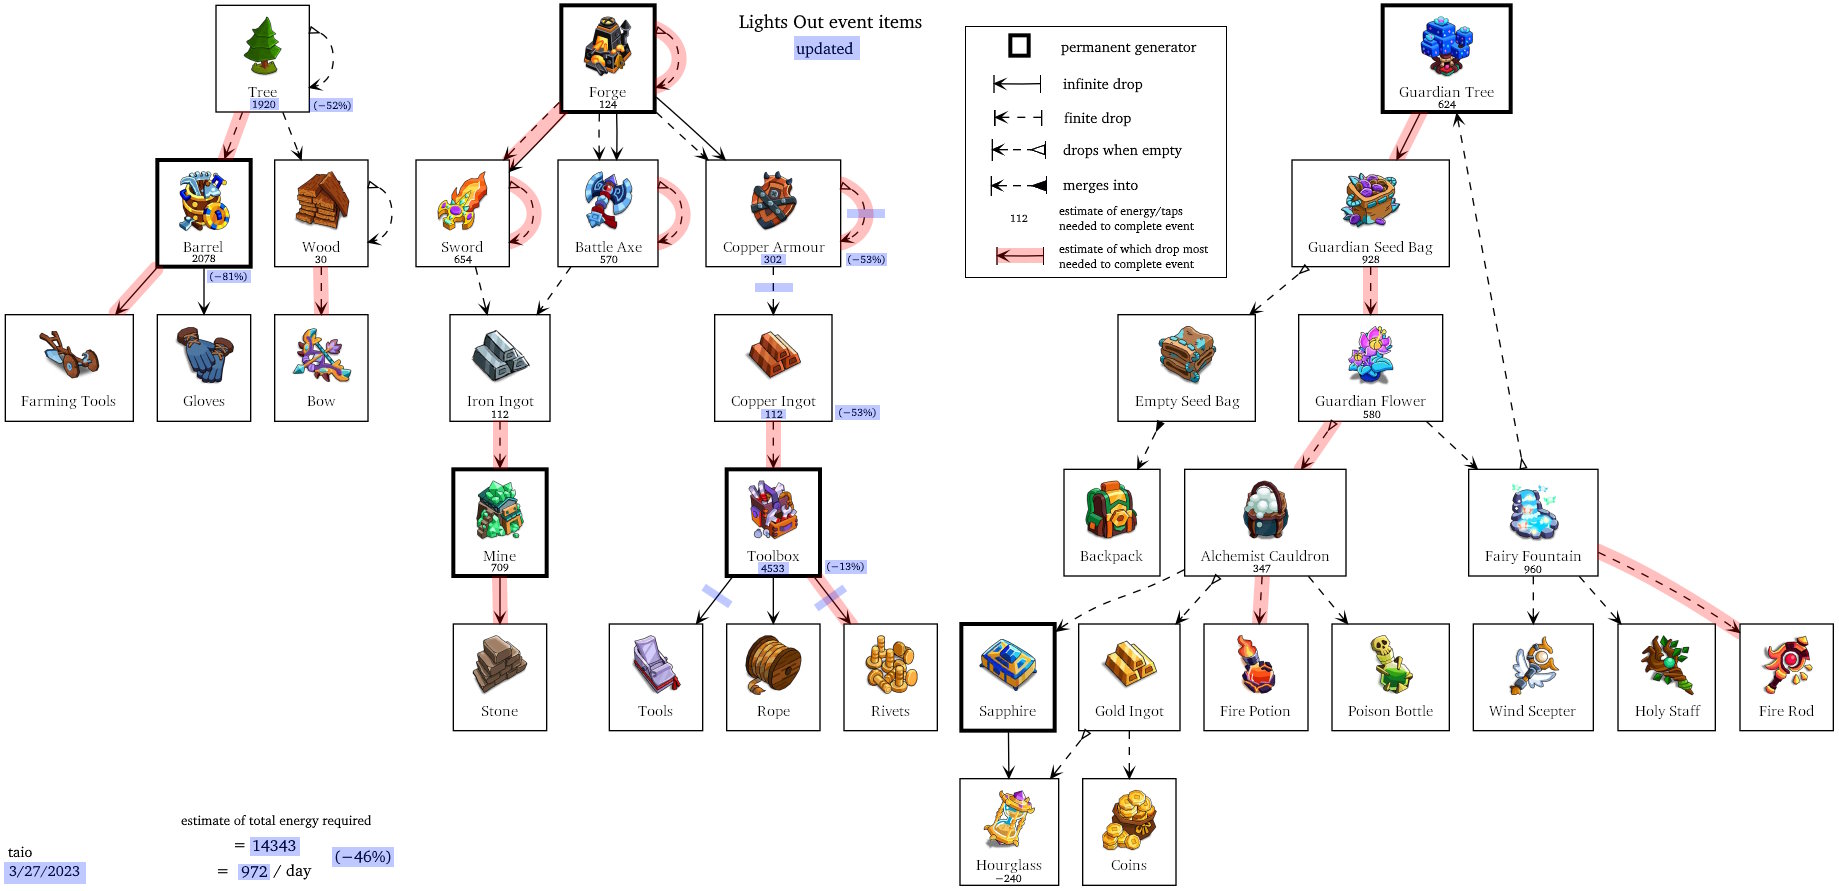 Lights Out event items
updated
permanent generator
infinite drop
finite drop
drops when empty
merges into
112
estimate of energy/taps
needed to complete event
estimate of which drop most
needed to complete event
Tree
1920
(−52%)
Forge
124
Guardian Tree
624
Barrel
2078
(−81%)
Wood
30
Sword
654
Battle Axe
570
Copper Armour
302
(−53%)
Guardian Seed Bag
928
Farming Tools
Gloves
Bow
Iron Ingot
112
Copper Ingot
112
(−53%)
Empty Seed Bag
Guardian Flower
580
Mine
709
Toolbox
4533
(−13%)
Backpack
Alchemist Cauldron
347
Fairy Fountain
960
Stone
Tools
Rope
Rivets
Sapphire
Gold Ingot
Fire Potion
Poison Bottle
Wind Scepter
Holy Staff
Fire Rod
Hourglass
−240
Coins
estimate of total energy required
= 14343
(−46%)
= 972 / day
taio
3/27/2023